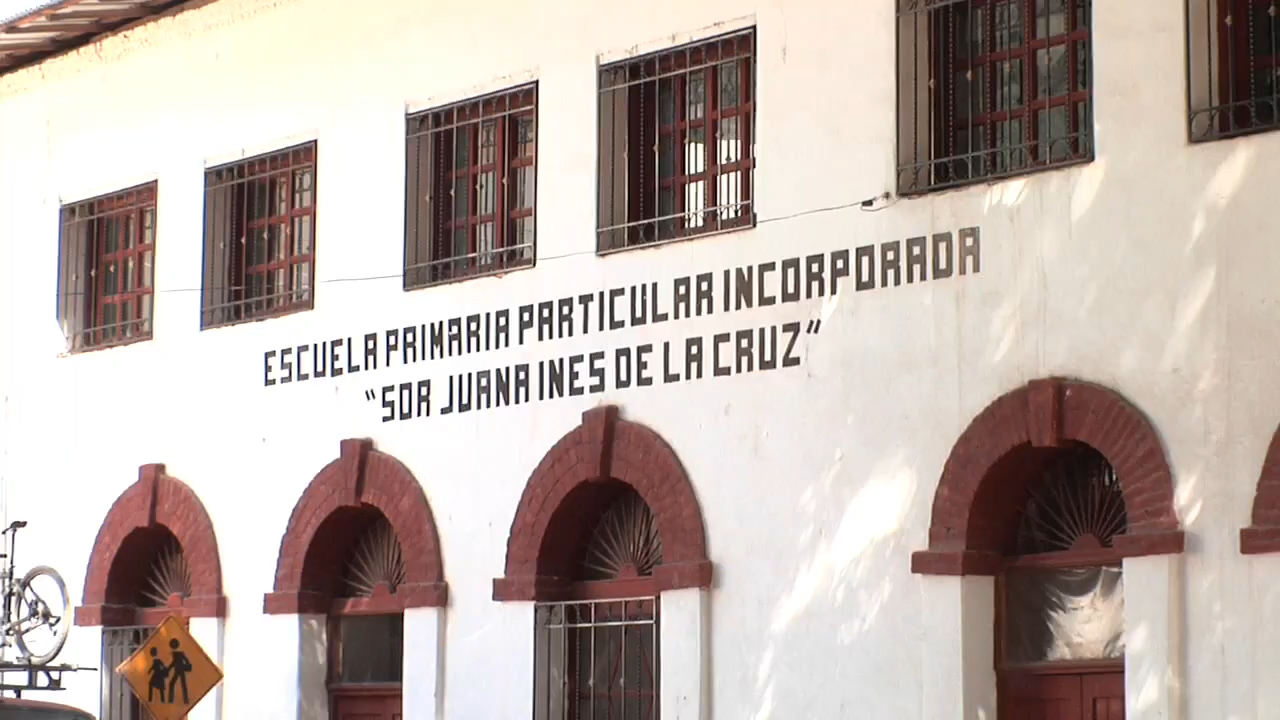 ESCUELA PRIMARIA PARTICULAR INCORPORADA
"SOR JUANA INES DE LA CRUZ"